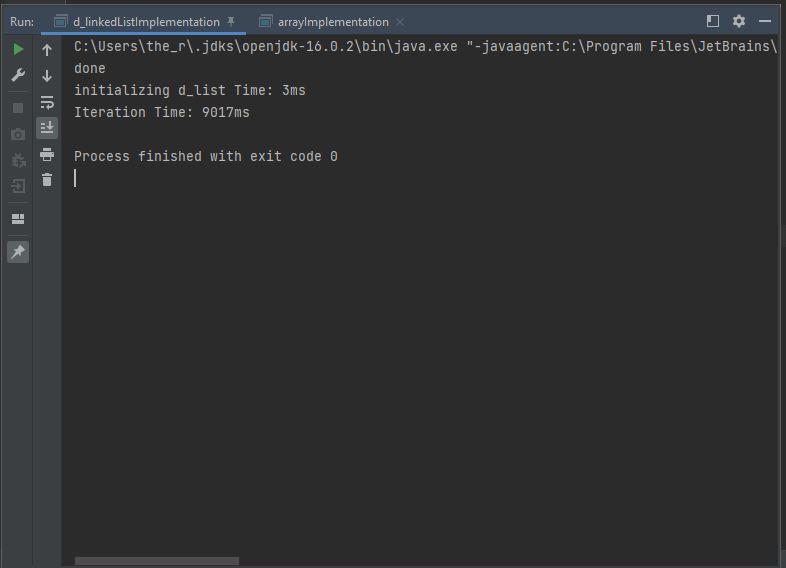 Run: d_linkedListImplementation arrayImplementation
C:\Users\the_r\.jdks\openjdk-16.0.2\bin\java.exe "-javaagent:C:\Program Files\JetBrains\
done
initializing d_list Time: 3ms
Iteration Time: 9017ms
Process finished with exit code 0